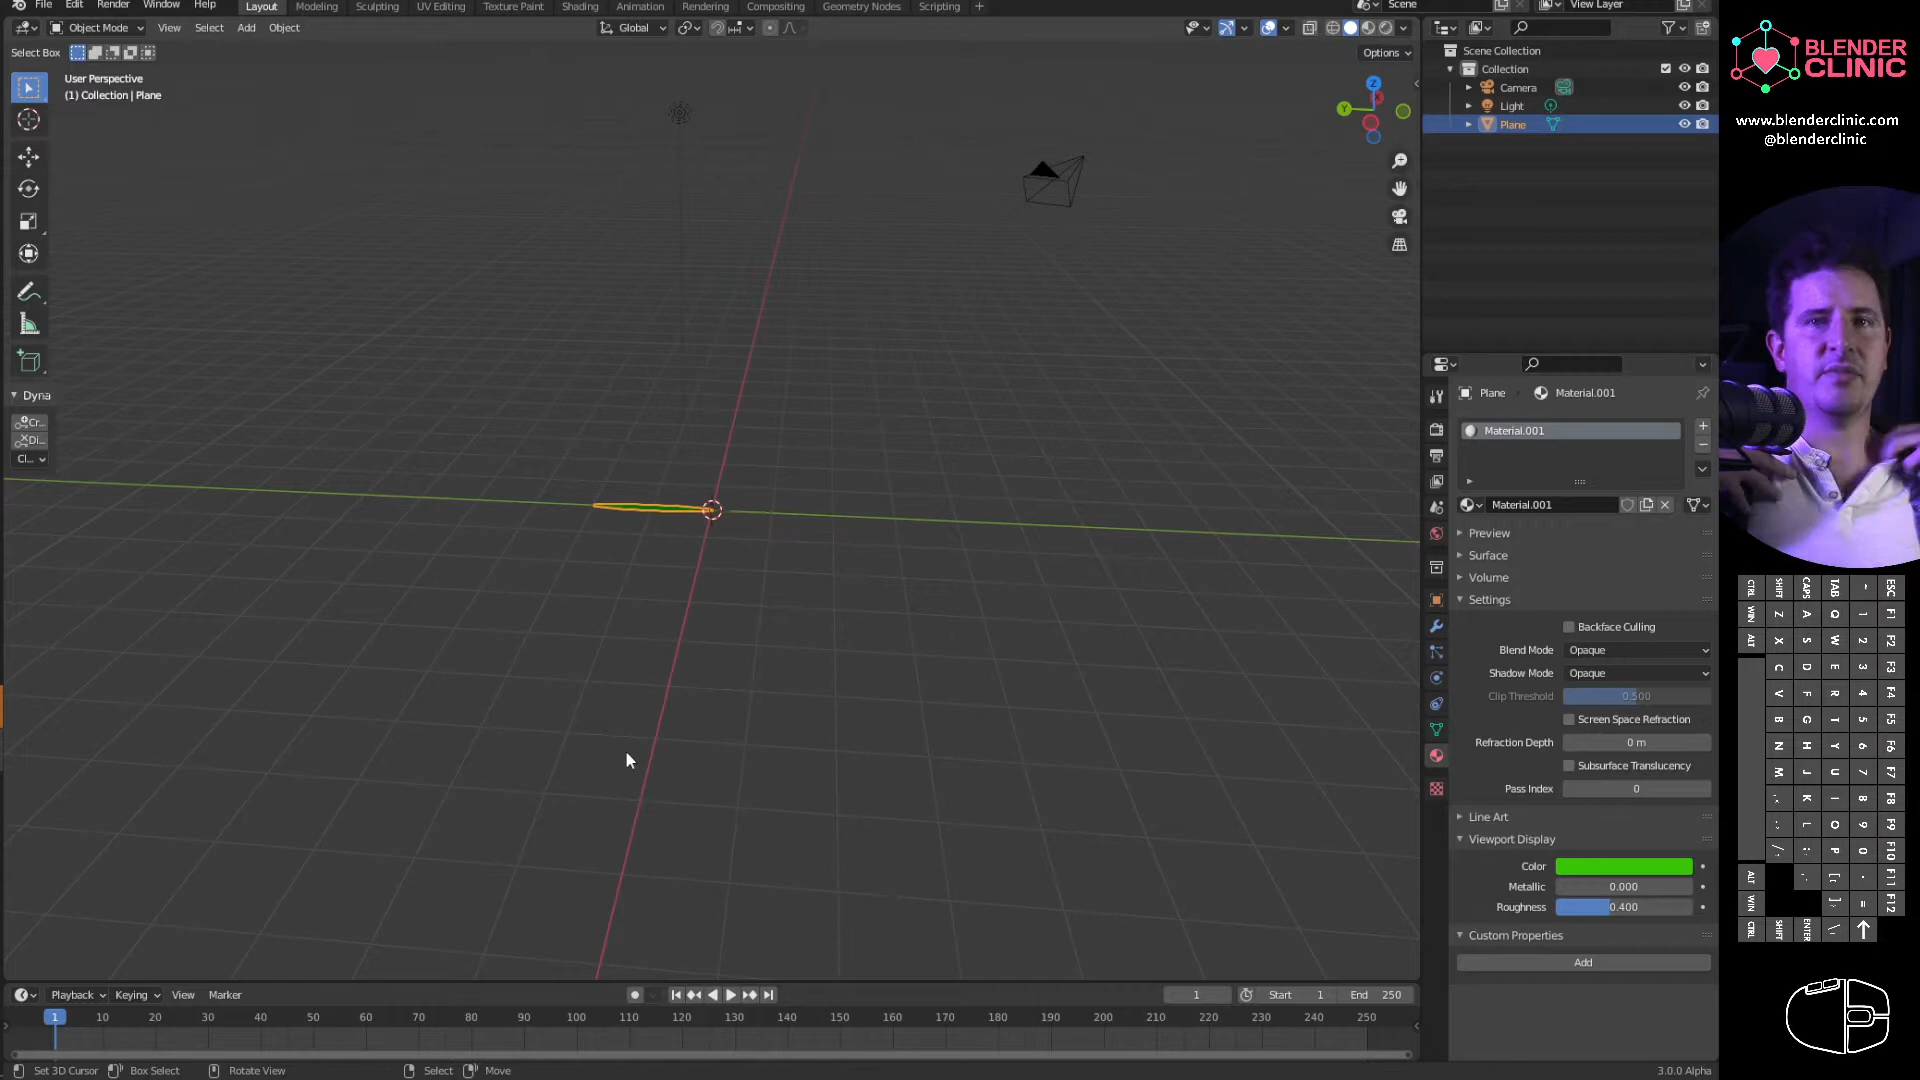 File Edit Render Window Help
Layout Modeling Sculpting UV Editing Texture Paint Shading Animation Rendering Compositing Geometry Nodes Scripting +
Scene
View Layer
Object Mode View Select Add Object
Global
Select Box
Options
User Perspective
(1) Collection | Plane
Z
Y
X
Dyna
Cr...
Di...
Cl...
Scene Collection
Collection
Camera
Light
Plane
Plane Material.001
Material.001
Material.001
Preview
Surface
Volume
Settings
Backface Culling
Blend Mode Opaque
Shadow Mode Opaque
Clip Threshold 0.500
Screen Space Refraction
Refraction Depth 0 m
Subsurface Translucency
Pass Index 0
Line Art
Viewport Display
Color
Metallic 0.000
Roughness 0.400
Custom Properties
Add
Playback Keying View Marker
1 Start 1 End 250
1 10 20 30 40 50 60 70 80 90 100 110 120 130 140 150 160 170 180 190 200 210 220 230 240 250
Set 3D Cursor Box Select Rotate View Select Move
3.0.0 Alpha
BLENDER
CLINIC
www.blenderclinic.com
@blenderclinic
ESC F1 F2 F3 F4 F5 F6 F7 F8 F9 F10 F11 F12
~ 1 2 3 4 5 6 7 8 9 0 - =
TAB Q W E R T Y U I O P [{ ]}
CAPS A S D F G H J K L ;: ENTER
SHIFT Z X C V B N M SHIFT
CTRL WIN ALT ALT WIN CTRL